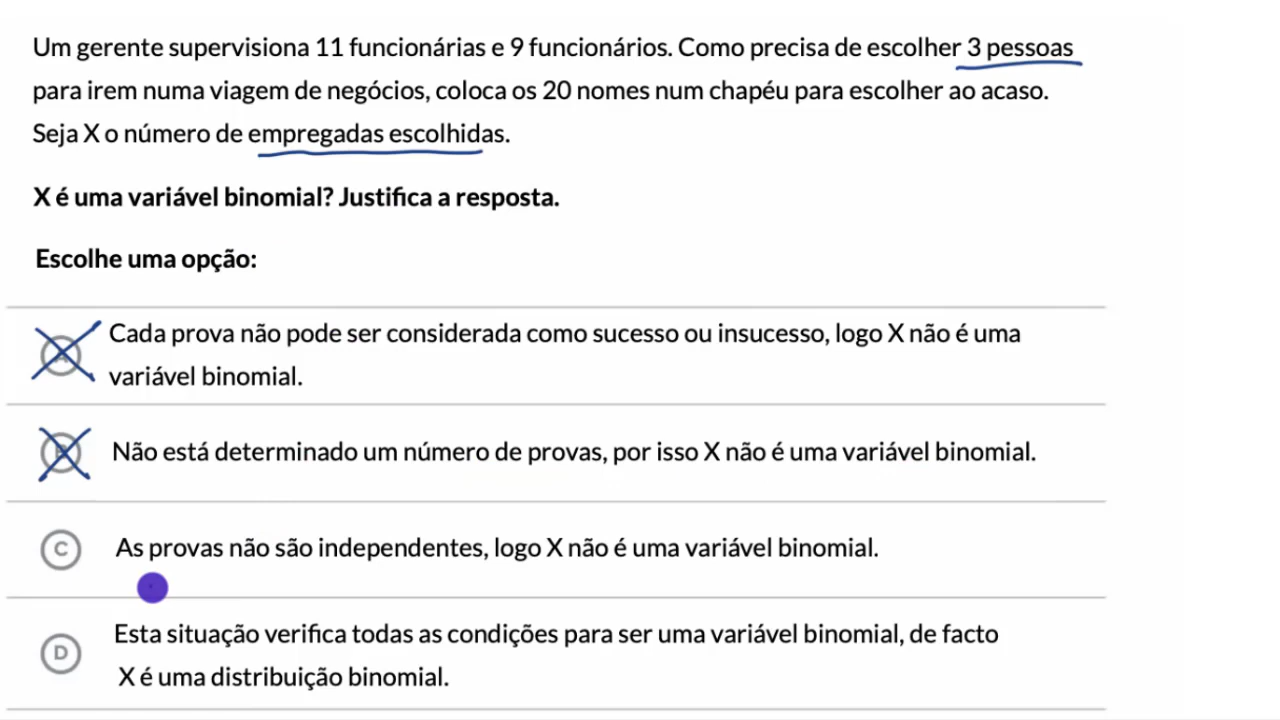 Um gerente supervisiona 11 funcionárias e 9 funcionários. Como precisa de escolher 3 pessoas
para irem numa viagem de negócios, coloca os 20 nomes num chapéu para escolher ao acaso.
Seja X o número de empregadas escolhidas.
X é uma variável binomial? Justifica a resposta.
Escolhe uma opção:
A Cada prova não pode ser considerada como sucesso ou insucesso, logo X não é uma
variável binomial.
Não está determinado um número de provas, por isso X não é uma variável binomial.
C As provas não são independentes, logo X não é uma variável binomial.
D Esta situação verifica todas as condições para ser uma variável binomial, de facto
X é uma distribuição binomial.